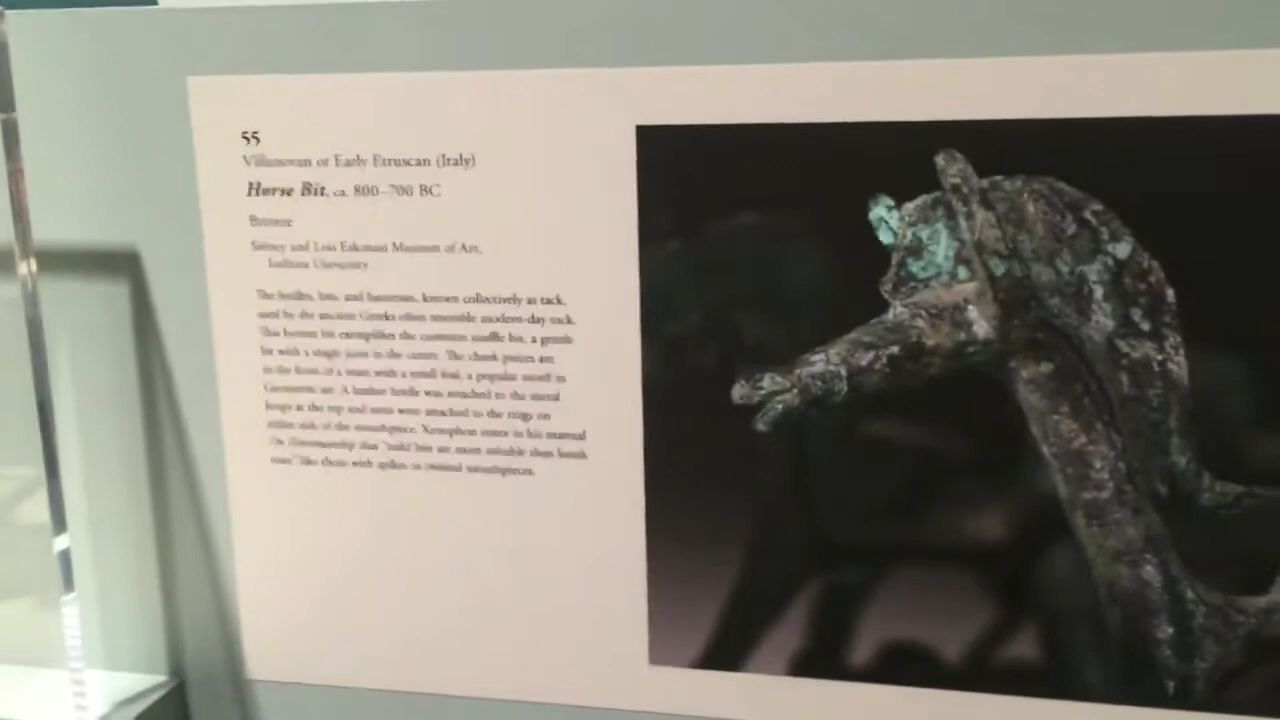 55
Villanovan or Early Etruscan (Italy)
Horse Bit, ca. 800–700 BC
Bronze
Sidney and Lois Eskenazi Museum of Art,
Indiana University
The bridles, bits, and harnesses, known collectively as tack,
used by the ancient Greeks often resemble modern-day tack.
This bronze bit exemplifies the common snaffle bit, a gentle
bit with a single joint in the center. The cheek pieces are
in the form of a mare with a small foal, a popular motif in
Geometric art. A leather bridle was attached to the metal
loops at the top and reins were attached to the rings on
either side of the mouthpiece. Xenophon notes in his manual
On Horsemanship that "mild bits are more suitable than harsh
ones" like those with spikes or twisted mouthpieces.